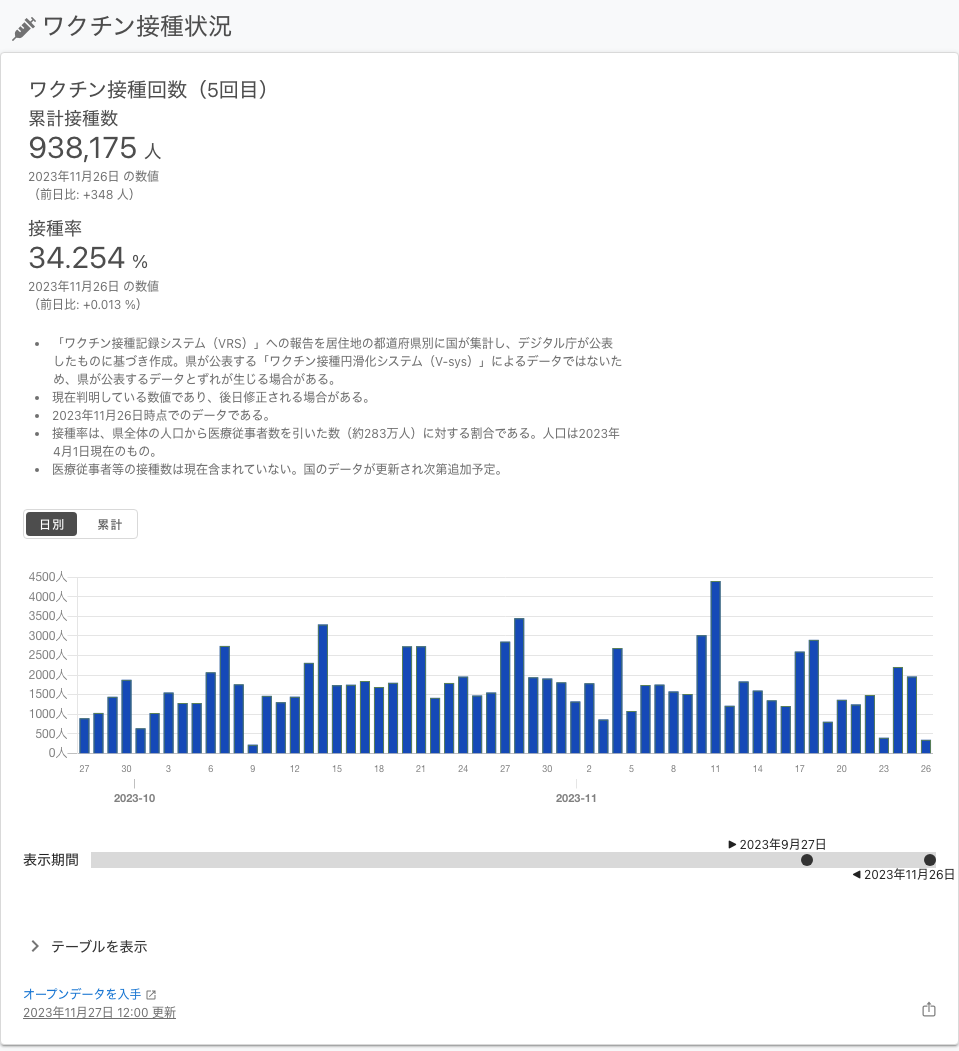 ワクチン接種状況
ワクチン接種回数（5回目）
累計接種数
938,175 人
2023年11月26日 の数値
（前日比: +348 人）
接種率
34.254 %
2023年11月26日 の数値
（前日比: +0.013 %）
• 「ワクチン接種記録システム（VRS）」への報告を居住地の都道府県別に国が集計し、デジタル庁が公表
したものに基づき作成。県が公表する「ワクチン接種円滑化システム（V-sys）」によるデータではないた
め、県が公表するデータとずれが生じる場合がある。
• 現在判明している数値であり、後日修正される場合がある。
• 2023年11月26日時点でのデータである。
• 接種率は、県全体の人口から医療従事者数を引いた数（約283万人）に対する割合である。人口は2023年
4月1日現在のもの。
• 医療従事者等の接種数は現在含まれていない。国のデータが更新され次第追加予定。
日別 累計
4500人
4000人
3500人
3000人
2500人
2000人
1500人
1000人
500人
0人
27 30 3 6 9 12 15 18 21 24 27 30 2 5 8 11 14 17 20 23 26
2023-10 2023-11
▶ 2023年9月27日
表示期間
◀ 2023年11月26日
テーブルを表示
オープンデータを入手
2023年11月27日 12:00 更新